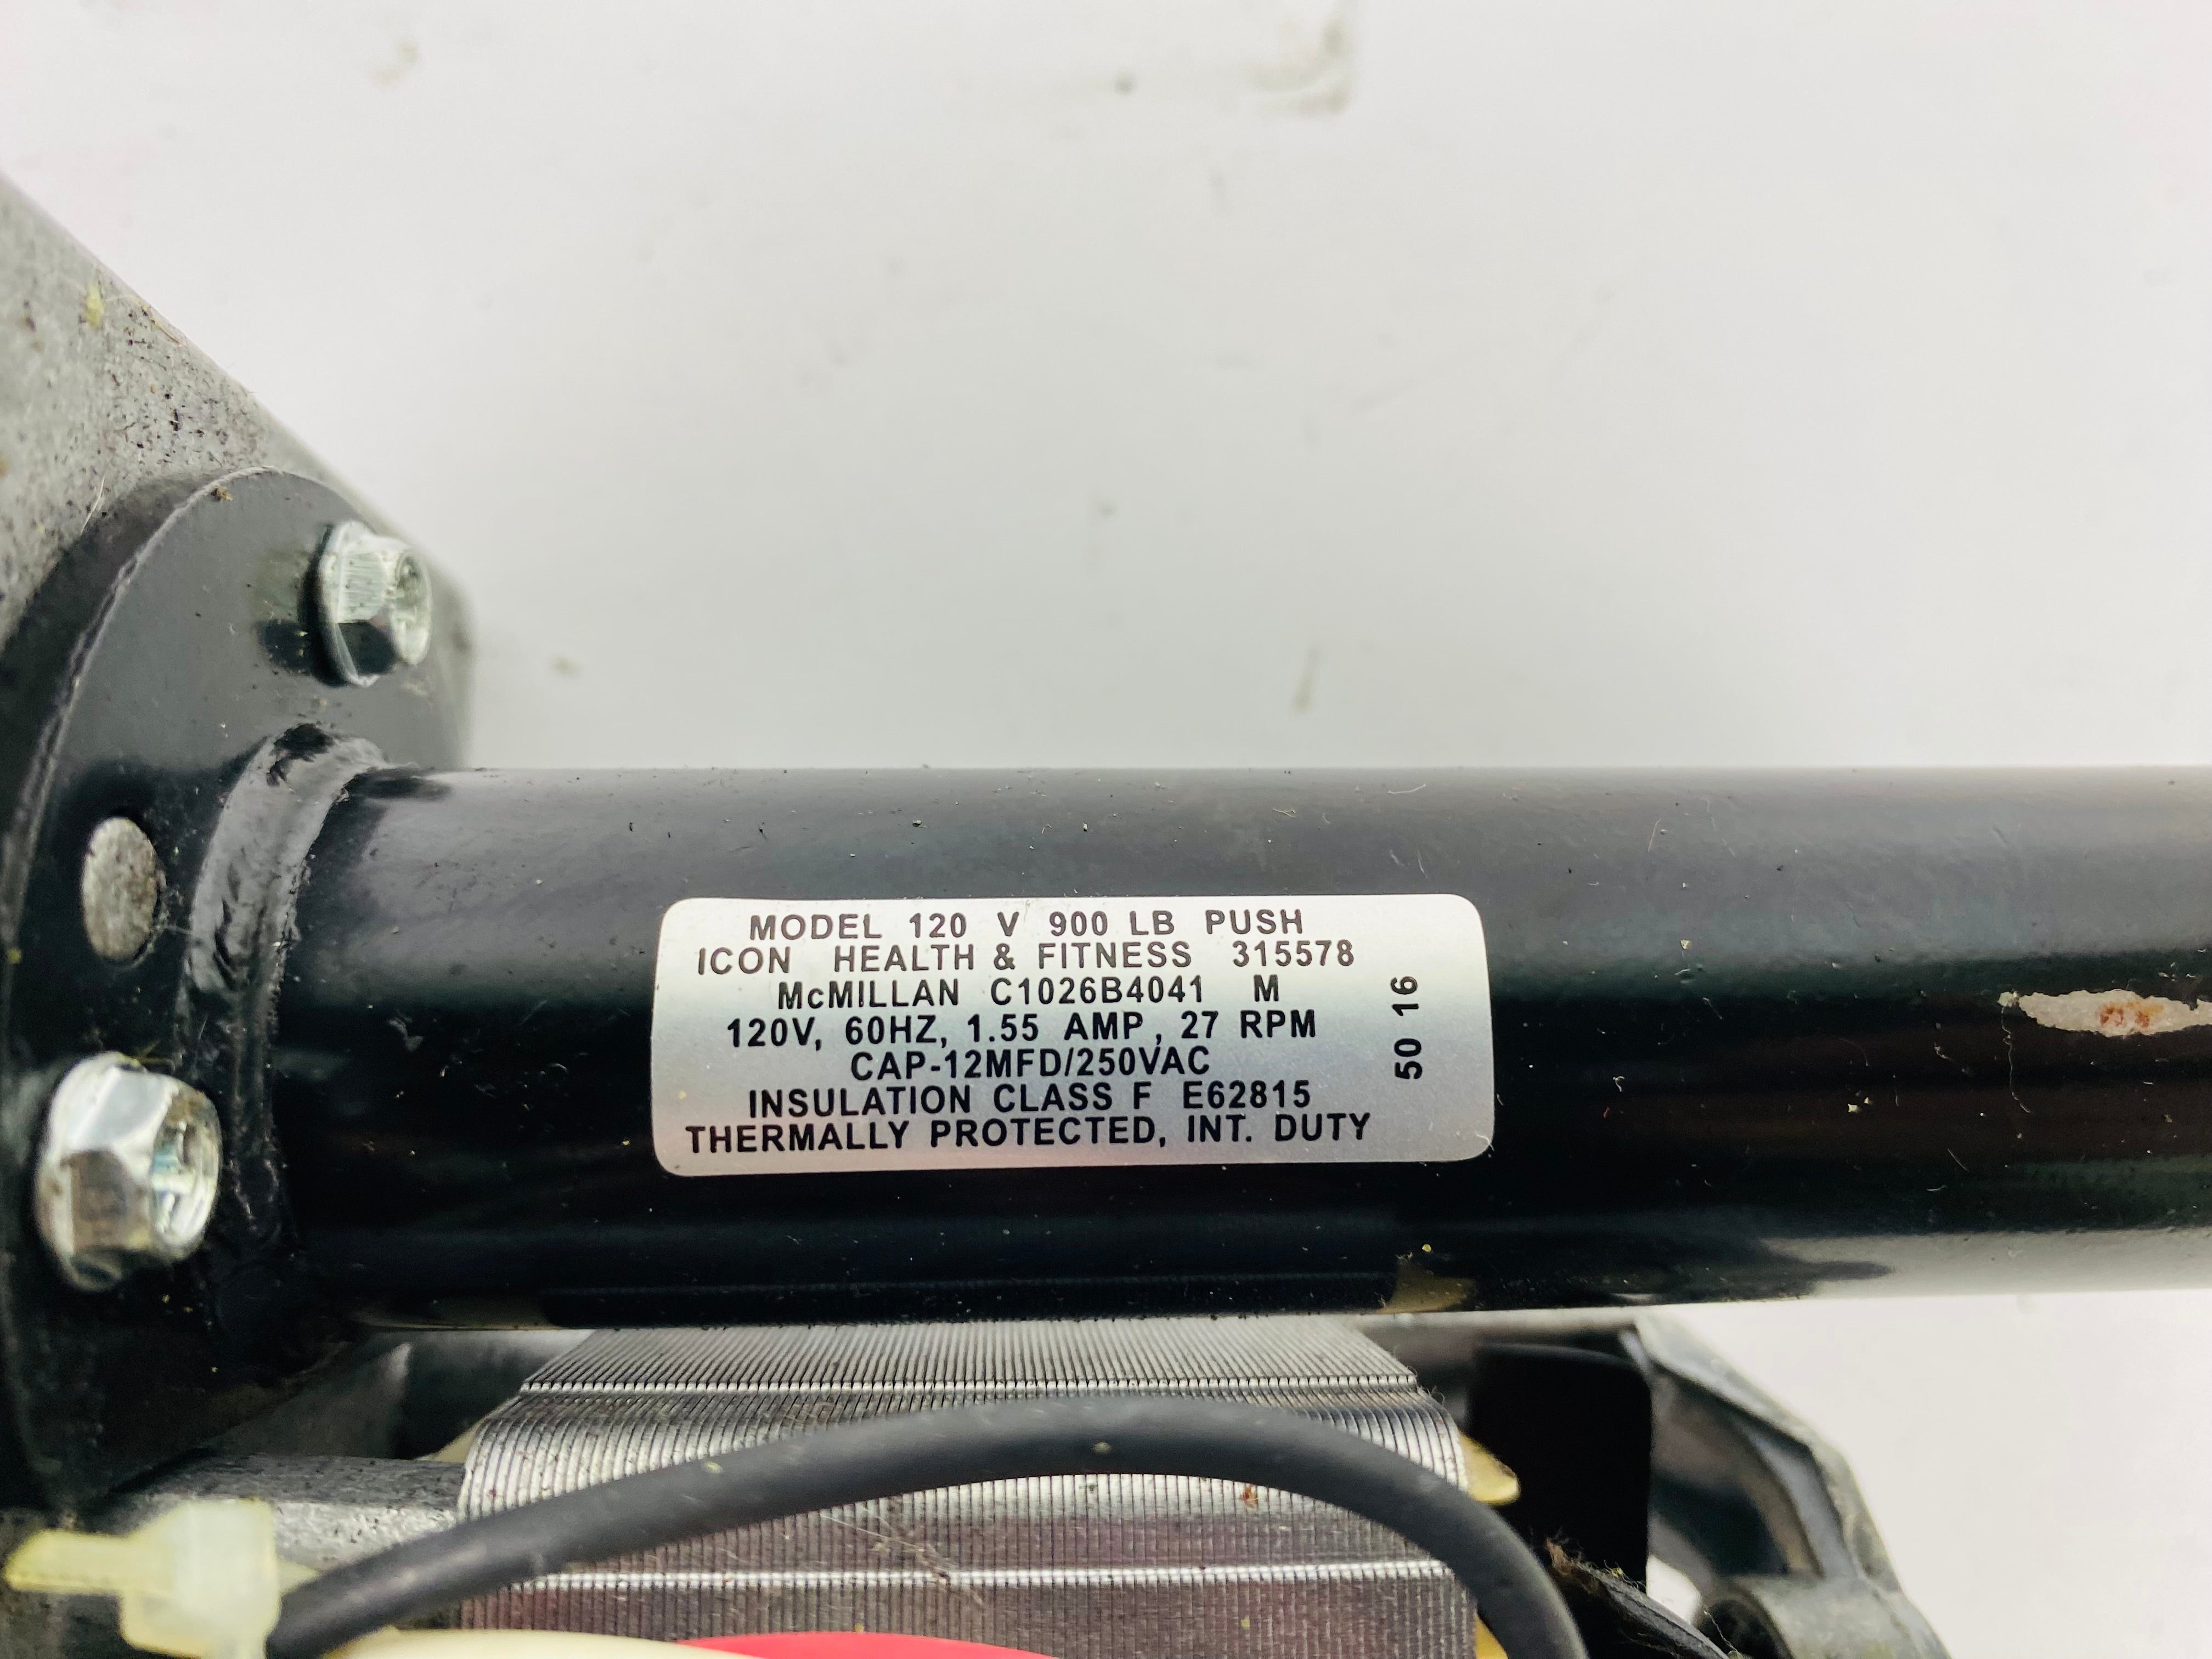 MODEL 120 V 900 LB PUSH
ICON HEALTH & FITNESS 315578
McMILLAN C1026B4041 M
120V, 60HZ, 1.55 AMP, 27 RPM
CAP-12MFD/250VAC
INSULATION CLASS F E62815
THERMALLY PROTECTED, INT. DUTY
50 16